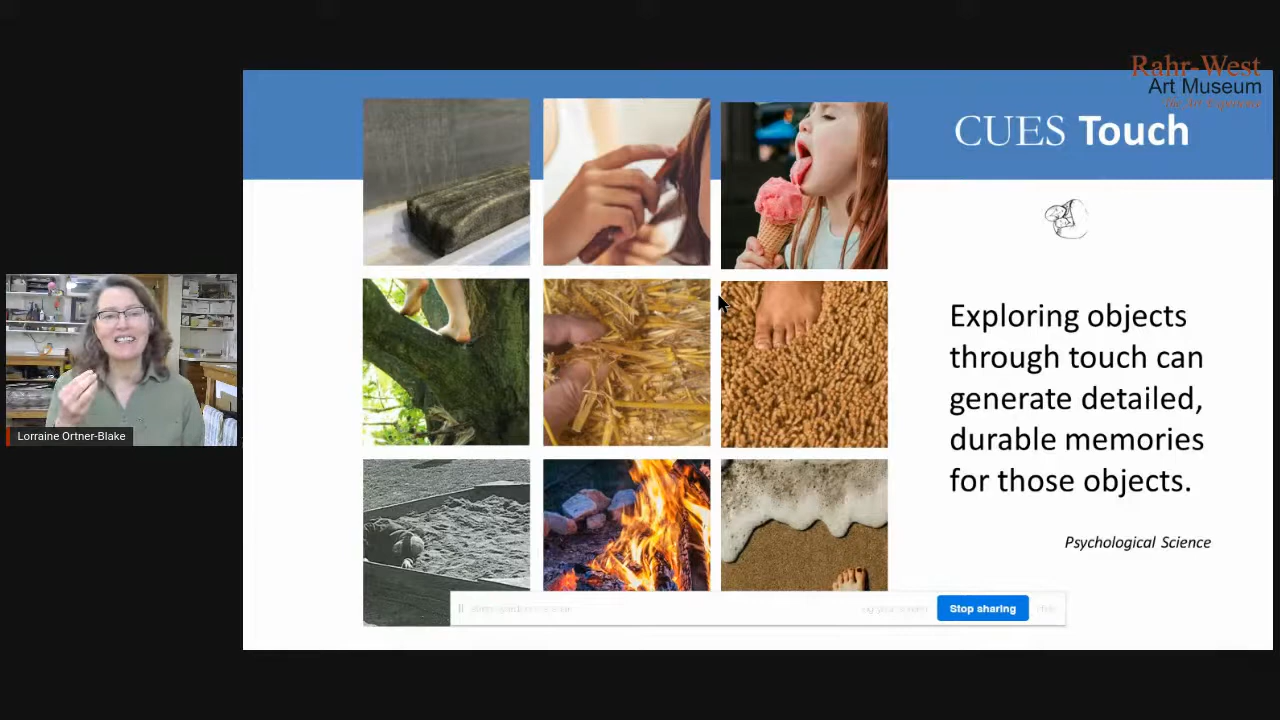 Rahr-West
Art Museum
CUES Touch
Exploring objects
through touch can
generate detailed,
durable memories
for those objects.
Psychological Science
Lorraine Ortner-Blake
Stop sharing